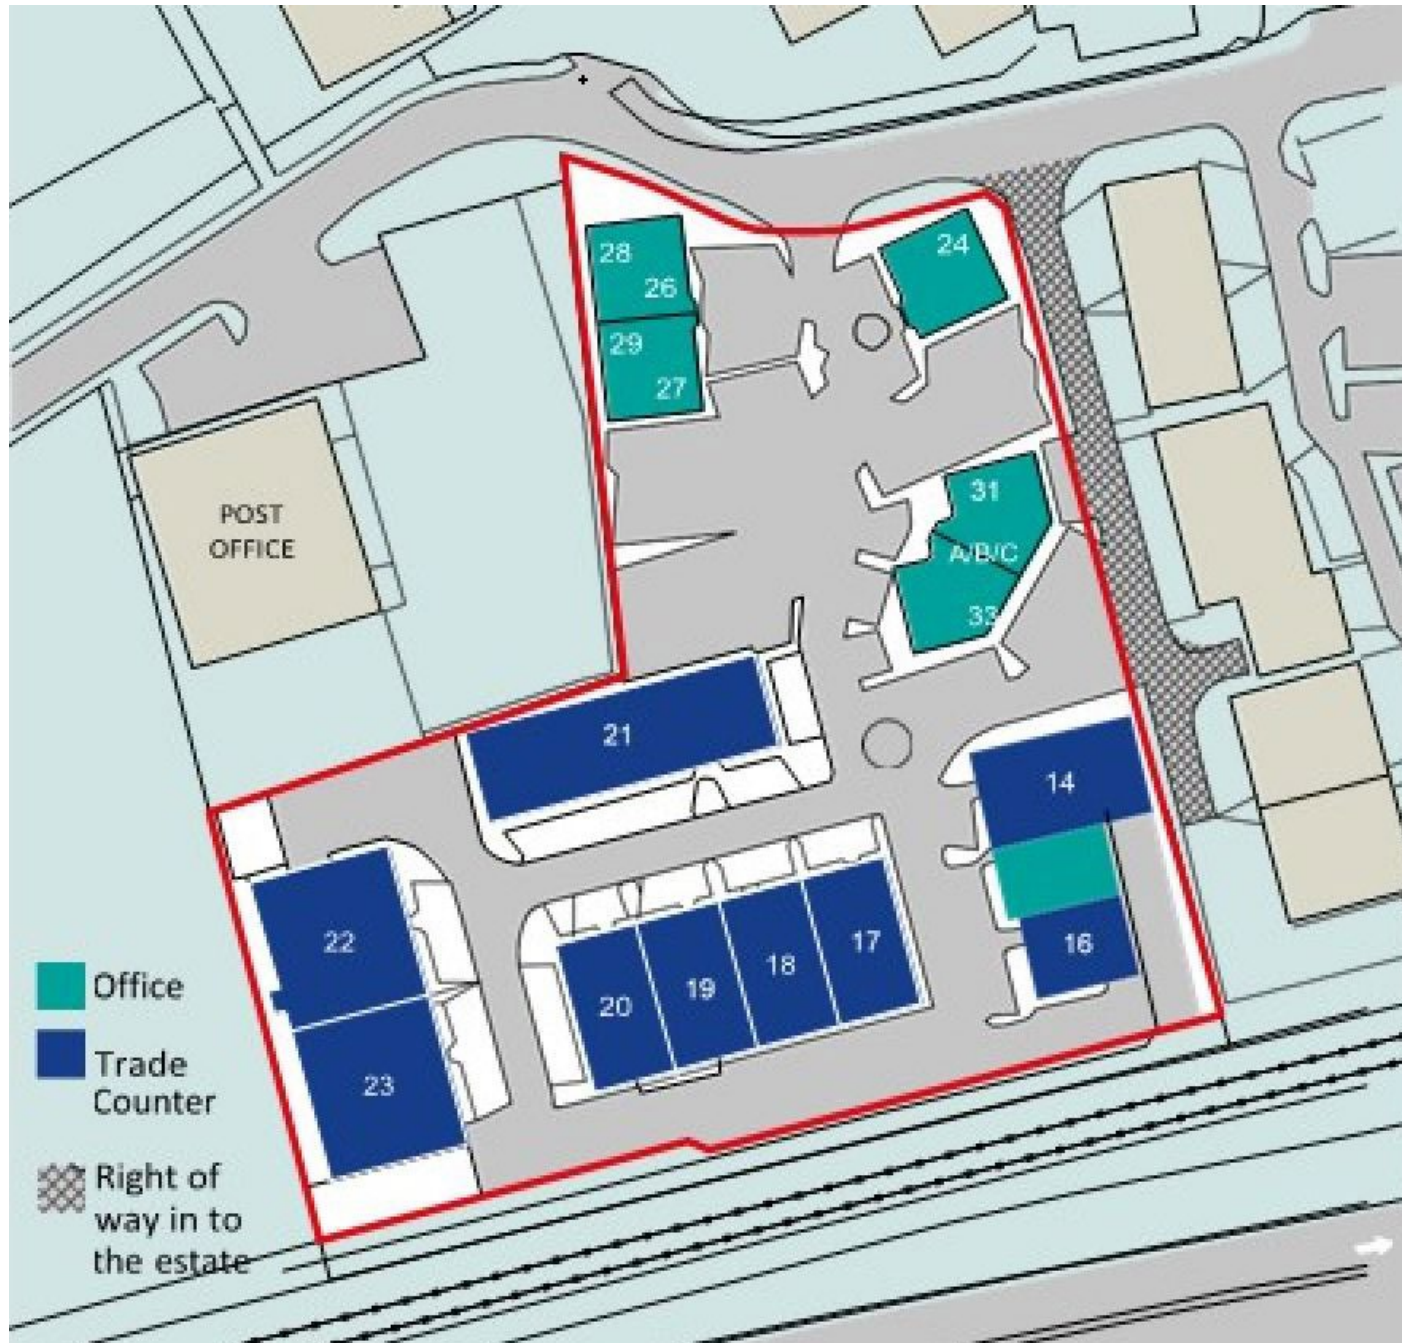 28
26
24
29
27
31
POST
OFFICE
A/B/C
33
21
14
22
17
16
18
19
20
23
Office
Trade
Counter
Right of
way in to
the estate